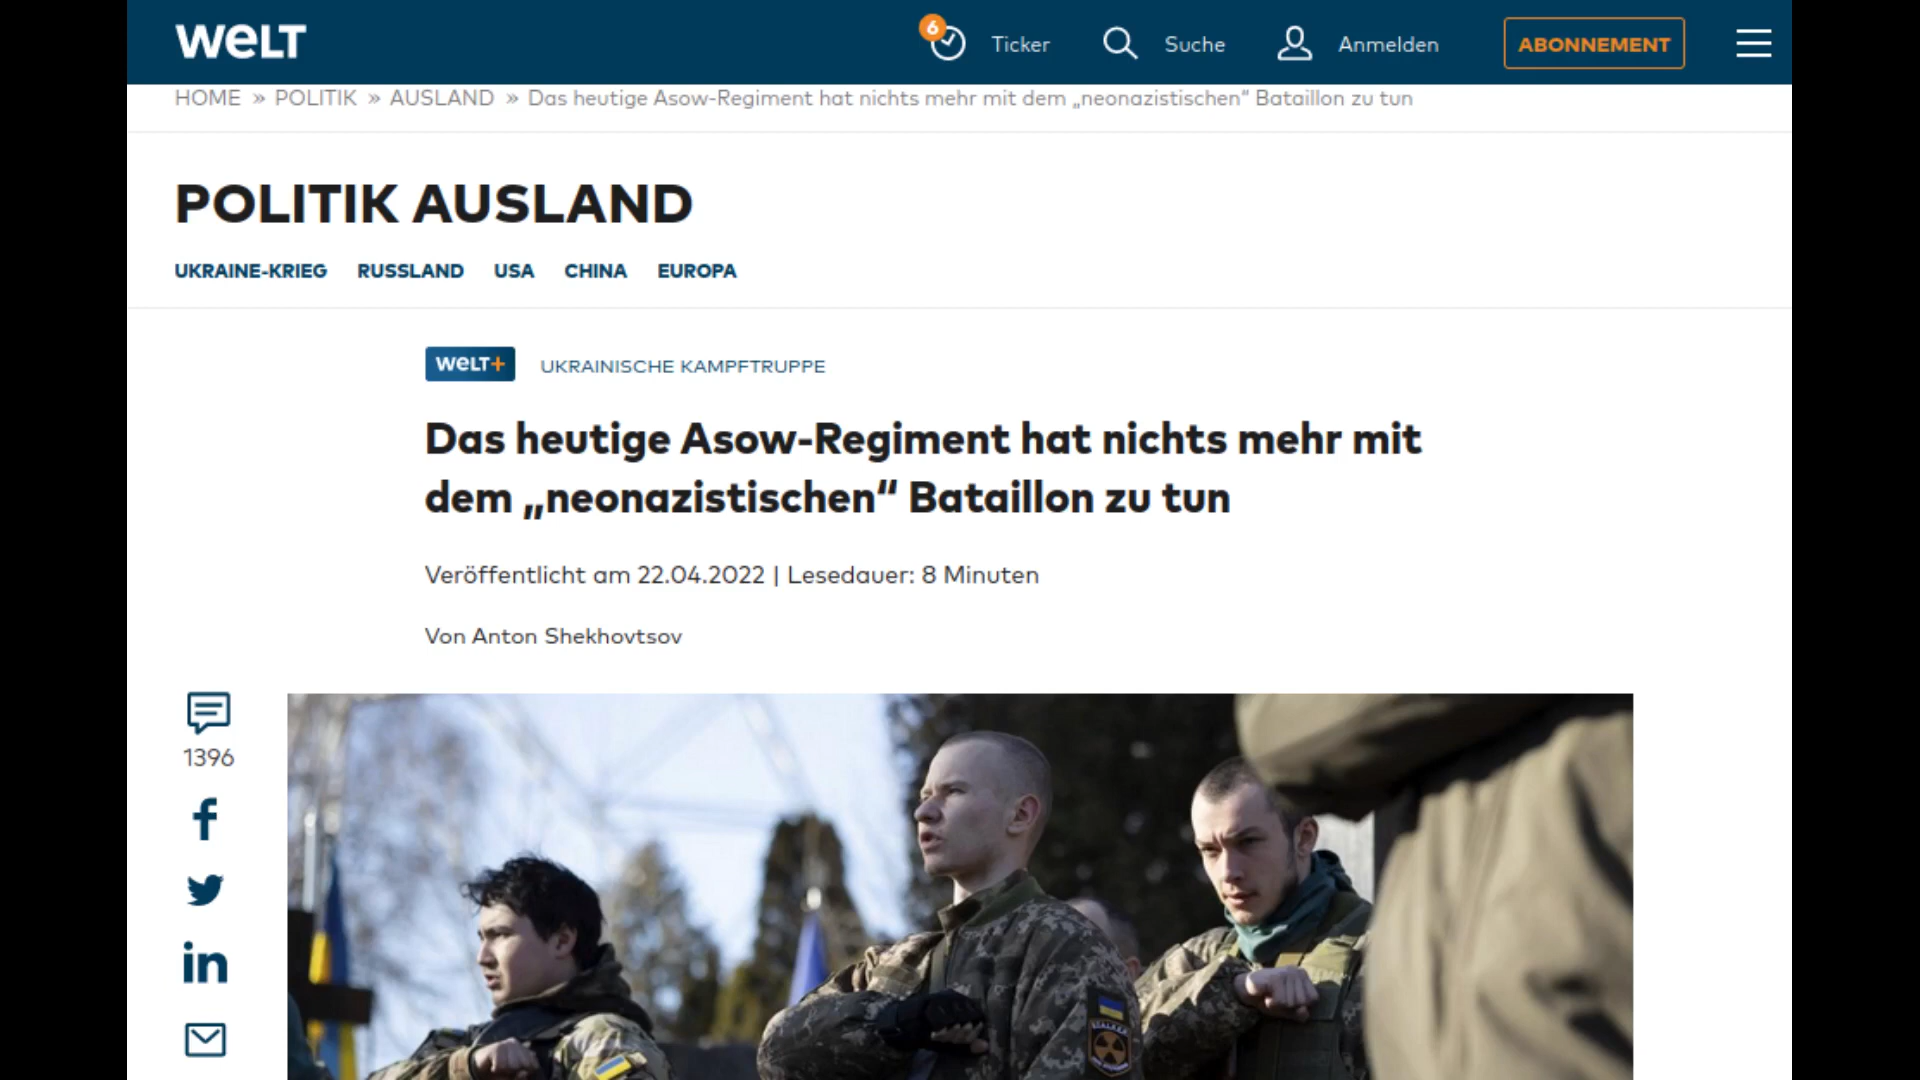 WELT
6
Ticker
Suche
Anmelden
ABONNEMENT
HOME » POLITIK » AUSLAND » Das heutige Asow-Regiment hat nichts mehr mit dem „neonazistischen“ Bataillon zu tun
POLITIK AUSLAND
UKRAINE-KRIEG RUSSLAND USA CHINA EUROPA
WELT+ UKRAINISCHE KAMPFTRUPPE
Das heutige Asow-Regiment hat nichts mehr mit
dem „neonazistischen“ Bataillon zu tun
Veröffentlicht am 22.04.2022 | Lesedauer: 8 Minuten
Von Anton Shekhovtsov
1396
S.T.A.L.K.E.R.